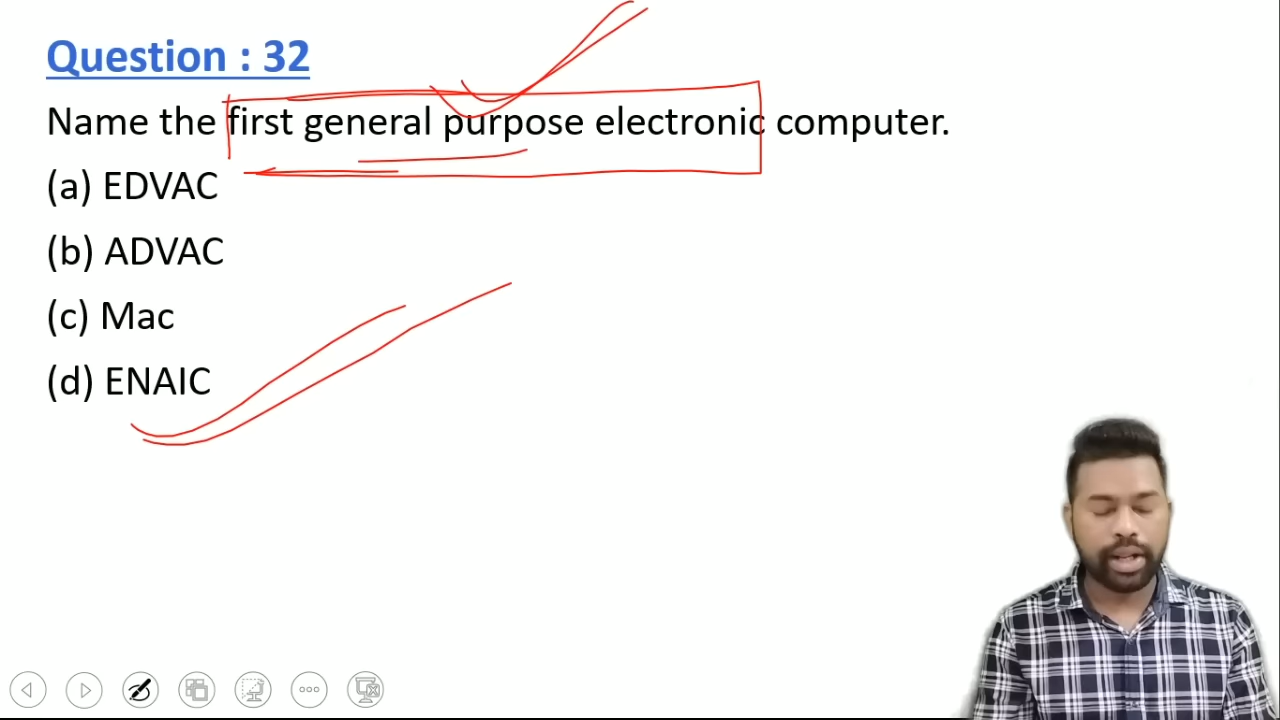 Question : 32
Name the first general purpose electronic computer.
(a) EDVAC
(b) ADVAC
(c) Mac
(d) ENAIC